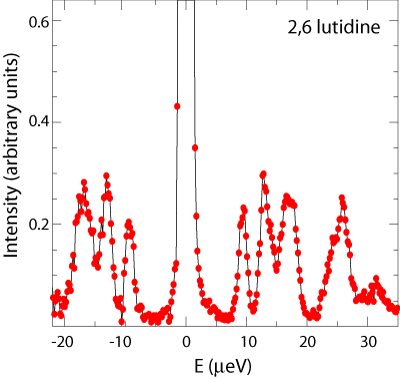 2,6 lutidine
Intensity (arbitrary units)
0.6
0.4
0.2
-20 -10 0 10 20 30
E (μeV)